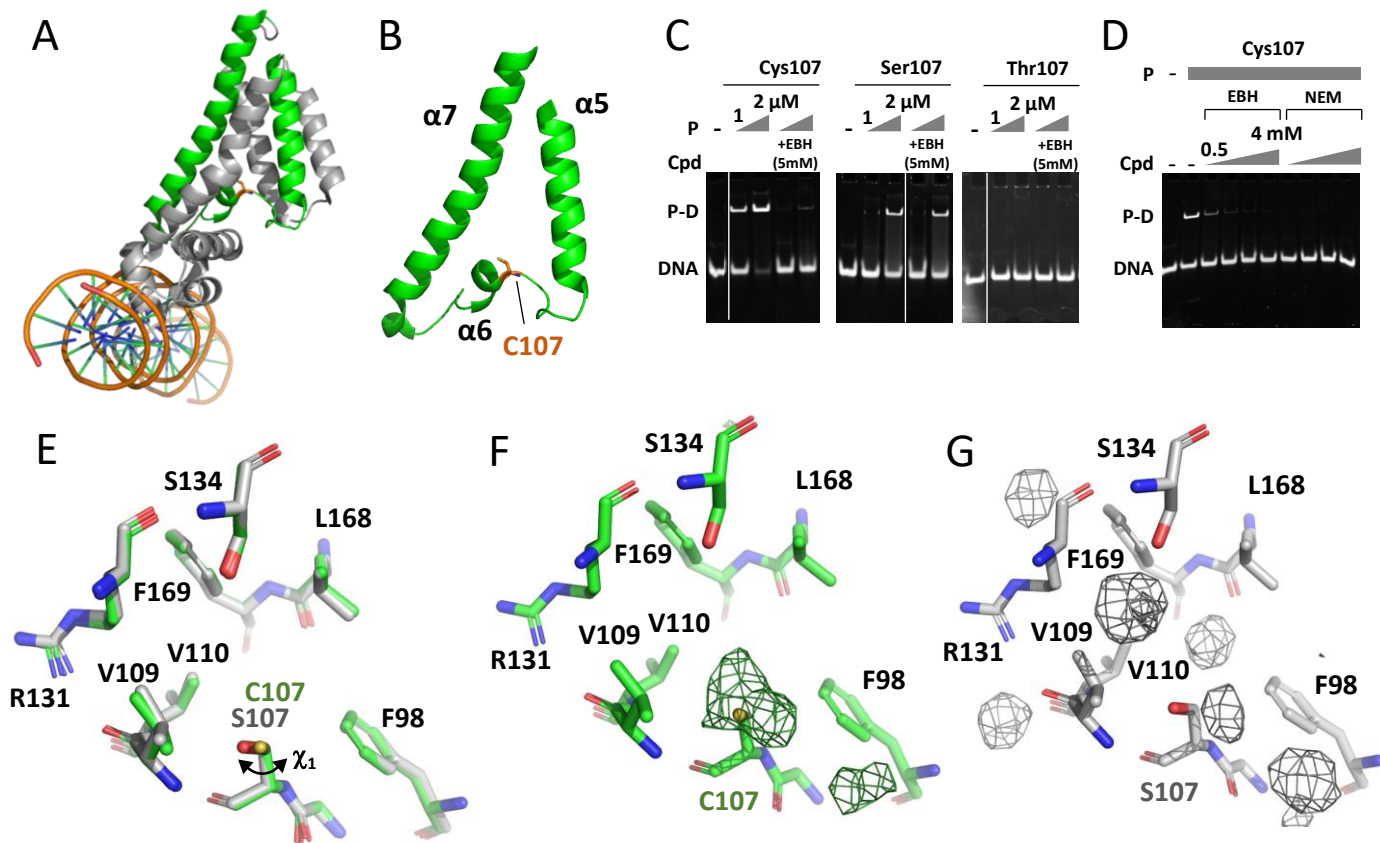 A
B
α7
α5
α6
C107
C
Cys107
Ser107
Thr107
2 µM
2 µM
2 µM
P
-
1
-
1
-
1
Cpd
+EBH
(5mM)
+EBH
(5mM)
+EBH
(5mM)
P-D
DNA
D
Cys107
P
-
EBH
NEM
4 mM
Cpd
-
-
0.5
P-D
DNA
E
S134
L168
F169
R131
V109
V110
C107
S107
F98
χ1
F
S134
L168
F169
R131
V109
V110
F98
C107
G
S134
L168
F169
R131
V109
V110
F98
S107